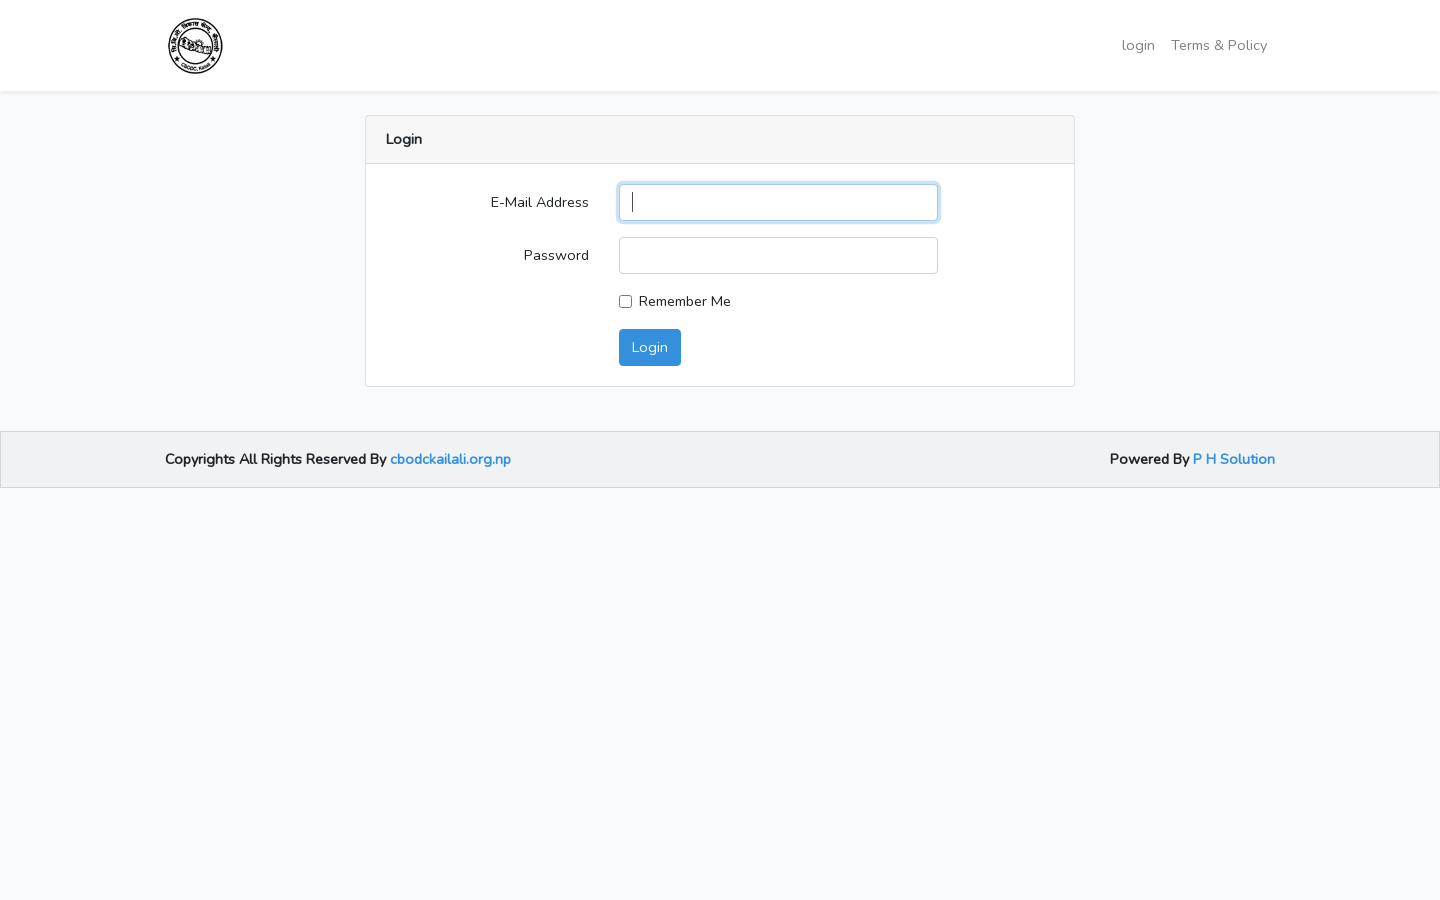 login
Terms & Policy
Login
E-Mail Address
Password
Remember Me
Login
Copyrights All Rights Reserved By cbodckailali.org.np
Powered By P H Solution